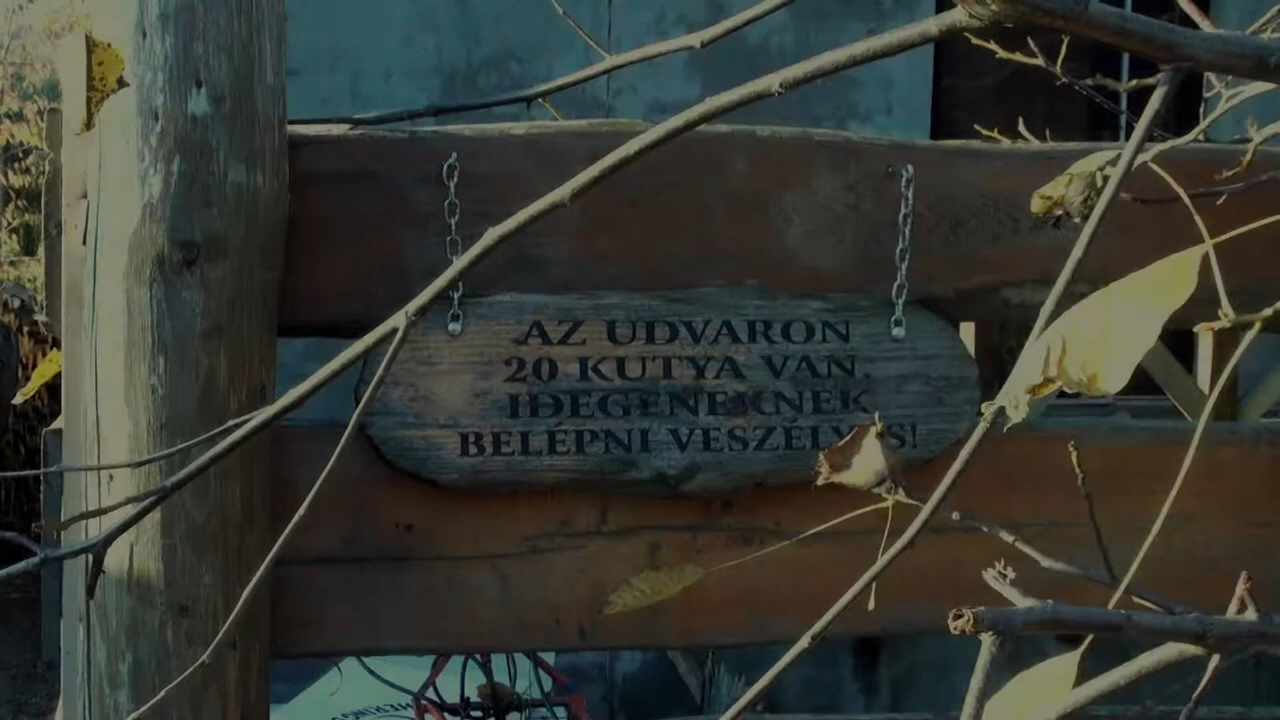 AZ UDVARON
20 KUTYA VAN.
IDEGENEKNEK
BELÉPNI VESZÉLYES!